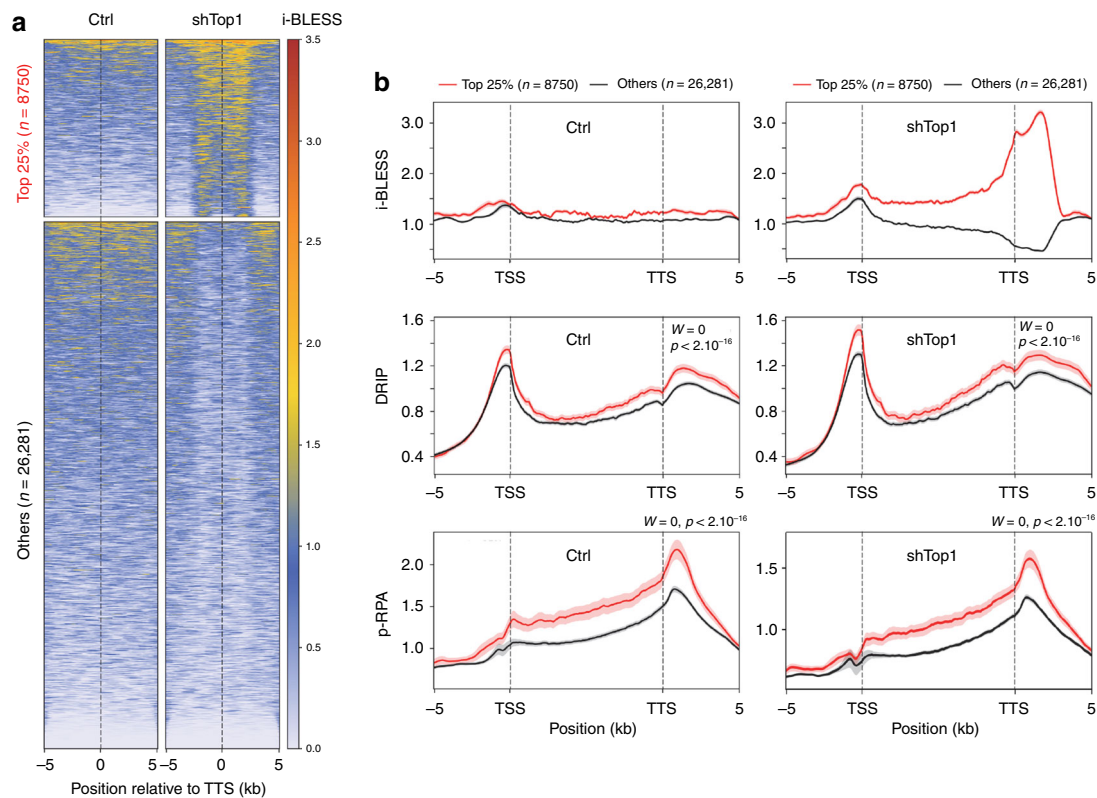 a
Ctrl
shTop1
i-BLESS
Top 25% (n = 8750)
Others (n = 26,281)
3.5
3.0
2.5
2.0
1.5
1.0
0.5
0.0
−5 0 5
−5 0 5
Position relative to TTS (kb)
b
Top 25% (n = 8750) Others (n = 26,281)
Top 25% (n = 8750) Others (n = 26,281)
i-BLESS
3.0
2.0
1.0
Ctrl
−5 TSS TTS 5
3.0
2.0
1.0
shTop1
−5 TSS TTS 5
DRIP
1.6
1.2
0.8
0.4
Ctrl
W = 0
p < 2.10⁻¹⁶
−5 TSS TTS 5
1.6
1.2
0.8
0.4
shTop1
W = 0
p < 2.10⁻¹⁶
−5 TSS TTS 5
p-RPA
W = 0, p < 2.10⁻¹⁶
2.0
1.5
1.0
Ctrl
−5 TSS TTS 5
Position (kb)
W = 0, p < 2.10⁻¹⁶
1.5
1.0
shTop1
−5 TSS TTS 5
Position (kb)